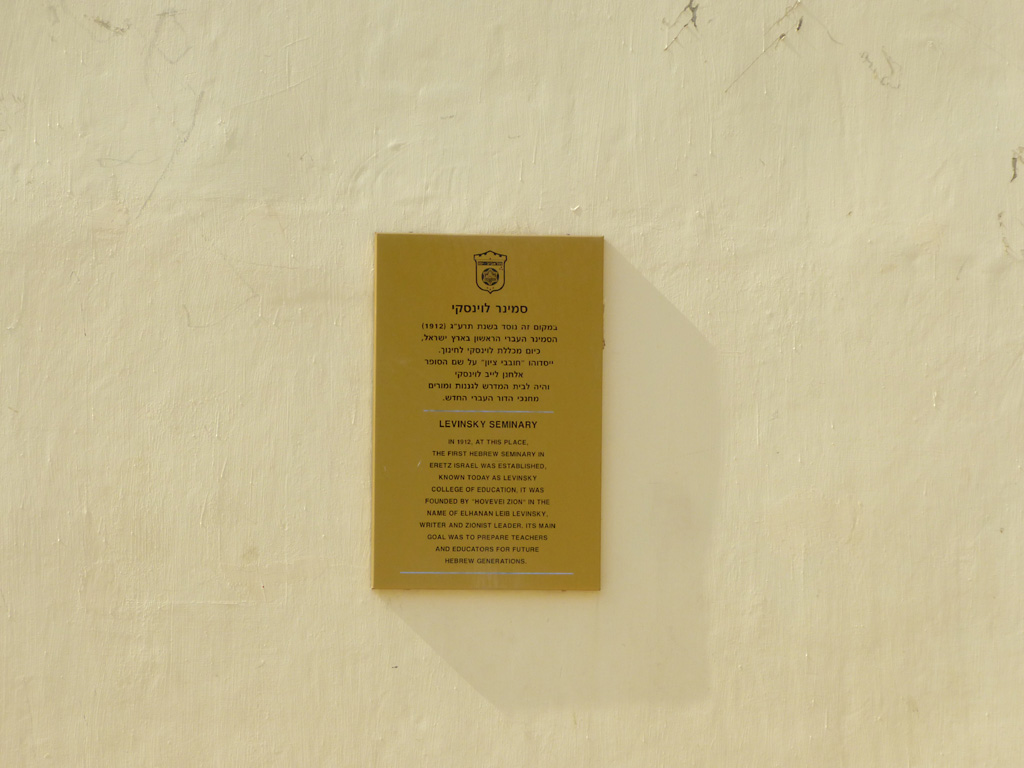 סמינר לוינסקי
במקום זה נוסד בשנת תרע״ג (1912)
הסמינר העברי הראשון בארץ ישראל,
כיום מכללת לוינסקי לחינוך.
ייסדוהו "חובבי ציון" על שם הסופר
אלחנן לייב לוינסקי
והיה לבית המדרש לגננות ומורים
מחנכי הדור העברי החדש.
LEVINSKY SEMINARY
IN 1912, AT THIS PLACE,
THE FIRST HEBREW SEMINARY IN
ERETZ ISRAEL WAS ESTABLISHED,
KNOWN TODAY AS LEVINSKY
COLLEGE OF EDUCATION. IT WAS
FOUNDED BY "HOVEVEI ZION" IN THE
NAME OF ELHANAN LEIB LEVINSKY,
WRITER AND ZIONIST LEADER. ITS MAIN
GOAL WAS TO PREPARE TEACHERS
AND EDUCATORS FOR FUTURE
HEBREW GENERATIONS.